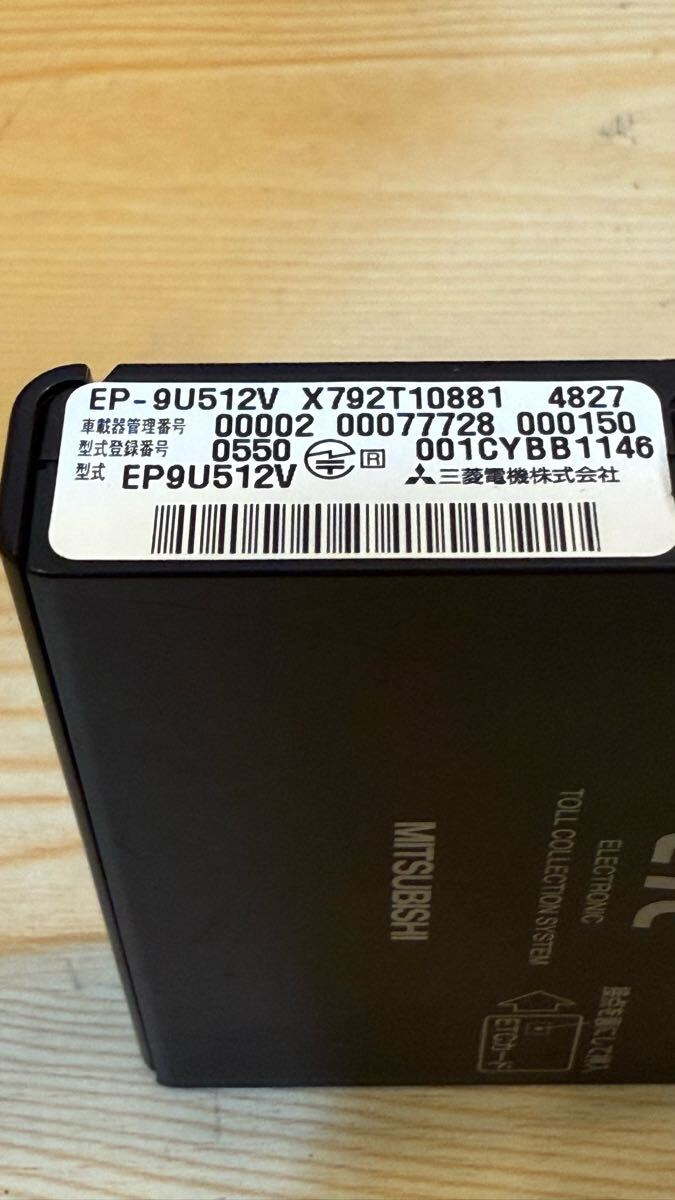 EP-9U512V X792T10881 4827
車載器管理番号 00002 00077728 000150
型式登録番号 0550 R 001CYBB1146
型式 EP9U512V 三菱電機株式会社
ELECTRONIC
TOLL COLLECTION SYSTEM
MITSUBISHI
ETCカード